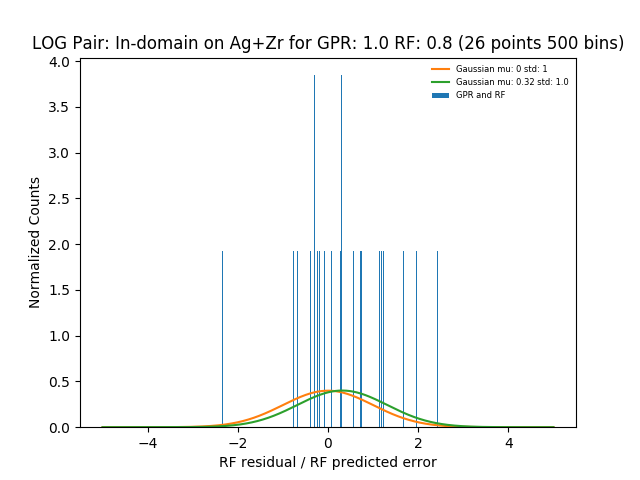 LOG Pair: In-domain on Ag+Zr for GPR: 1.0 RF: 0.8 (26 points 500 bins)
Gaussian mu: 0 std: 1
Gaussian mu: 0.32 std: 1.0
GPR and RF
Normalized Counts
4.0
3.5
3.0
2.5
2.0
1.5
1.0
0.5
0.0
−4 −2 0 2 4
RF residual / RF predicted error